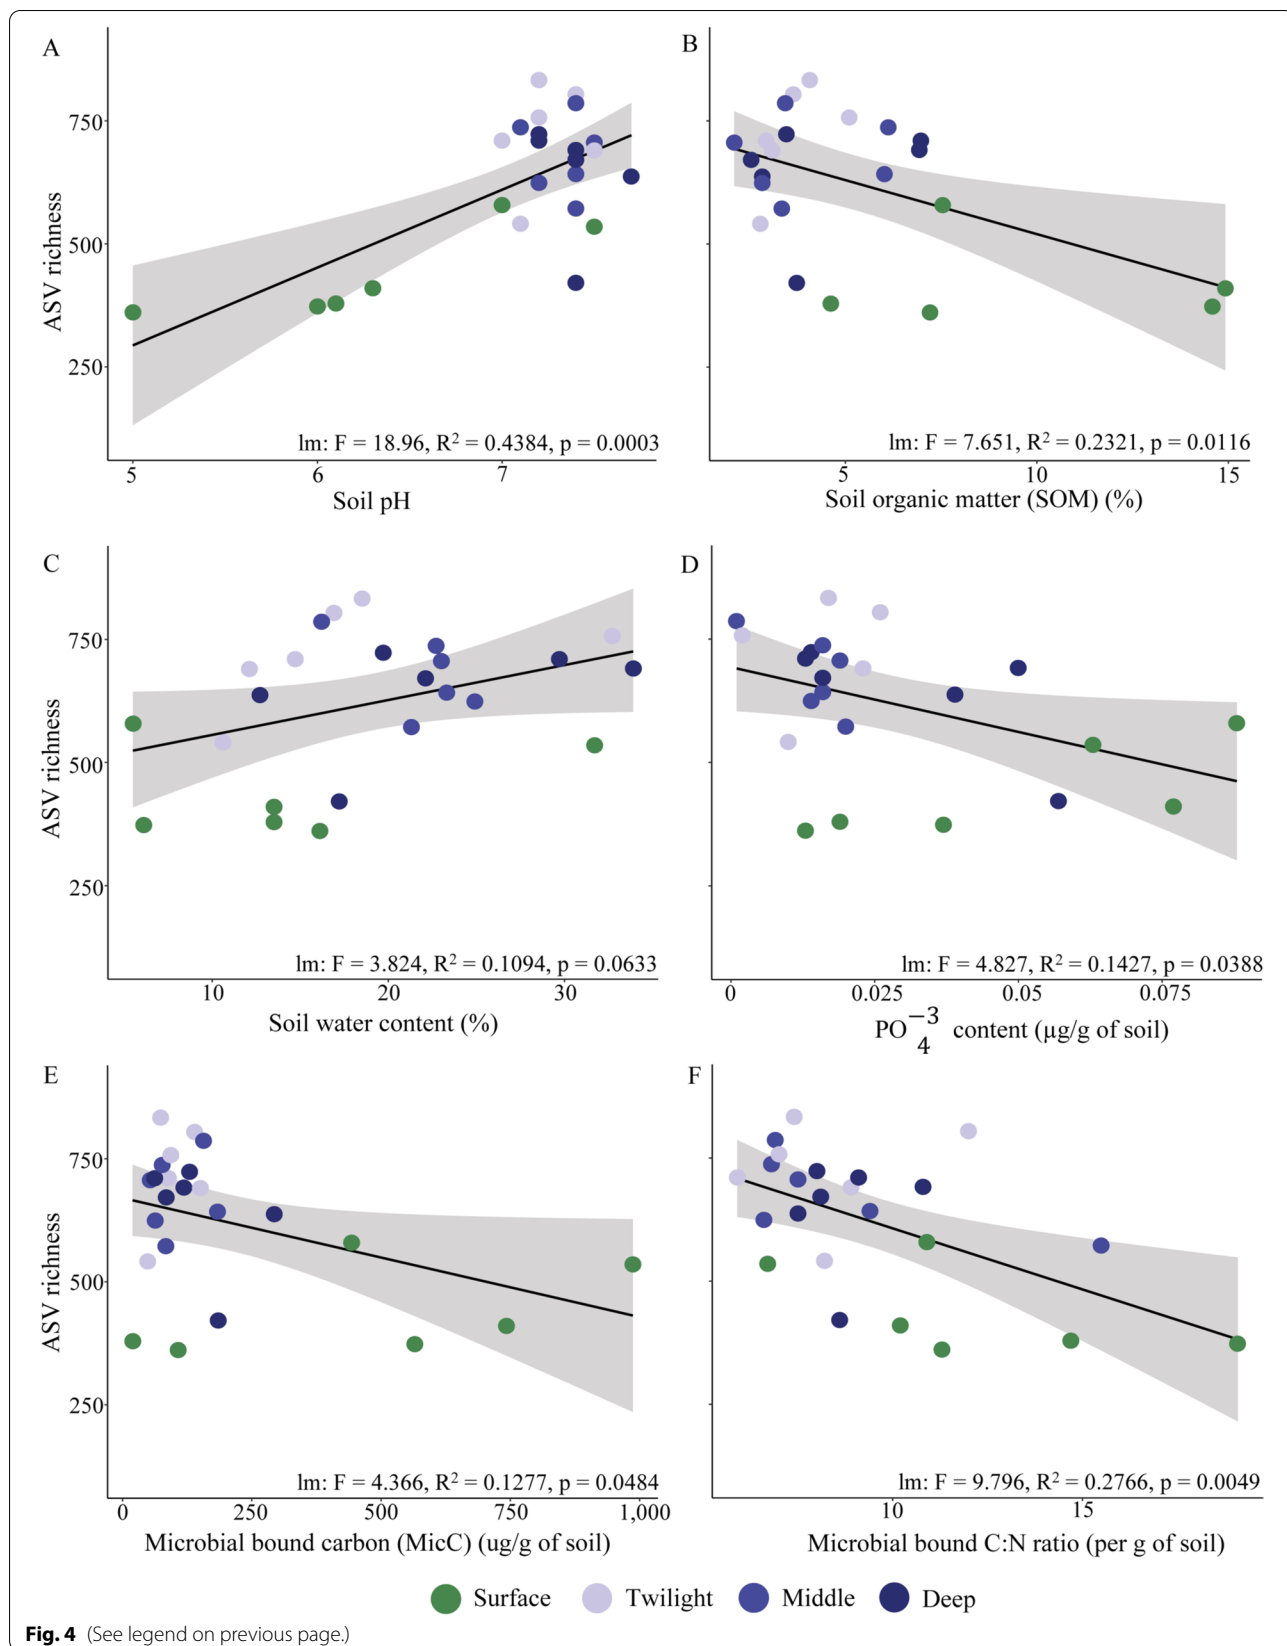 A
ASV richness
750
500
250
lm: F = 18.96, R² = 0.4384, p = 0.0003
5
6
7
Soil pH
B
lm: F = 7.651, R² = 0.2321, p = 0.0116
5
10
15
Soil organic matter (SOM) (%)
C
ASV richness
750
500
250
lm: F = 3.824, R² = 0.1094, p = 0.0633
10
20
30
Soil water content (%)
D
lm: F = 4.827, R² = 0.1427, p = 0.0388
0
0.025
0.05
0.075
PO₄⁻³ content (µg/g of soil)
E
ASV richness
750
500
250
lm: F = 4.366, R² = 0.1277, p = 0.0484
0
250
500
750
1,000
Microbial bound carbon (MicC) (ug/g of soil)
F
lm: F = 9.796, R² = 0.2766, p = 0.0049
10
15
Microbial bound C:N ratio (per g of soil)
Surface
Twilight
Middle
Deep
Fig. 4 (See legend on previous page.)